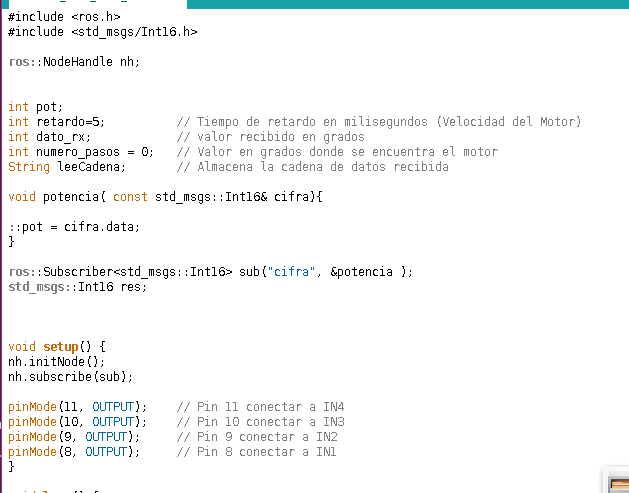 #include <ros.h>
#include <std_msgs/Int16.h>
ros::NodeHandle nh;
int pot;
int retardo=5; // Tiempo de retardo en milisegundos (Velocidad del Motor)
int dato_rx; // valor recibido en grados
int numero_pasos = 0; // Valor en grados donde se encuentra el motor
String leeCadena; // Almacena la cadena de datos recibida
void potencia( const std_msgs::Int16& cifra){
::pot = cifra.data;
}
ros::Subscriber<std_msgs::Int16> sub("cifra", &potencia );
std_msgs::Int16 res;
void setup() {
nh.initNode();
nh.subscribe(sub);
pinMode(11, OUTPUT); // Pin 11 conectar a IN4
pinMode(10, OUTPUT); // Pin 10 conectar a IN3
pinMode(9, OUTPUT); // Pin 9 conectar a IN2
pinMode(8, OUTPUT); // Pin 8 conectar a IN1
}